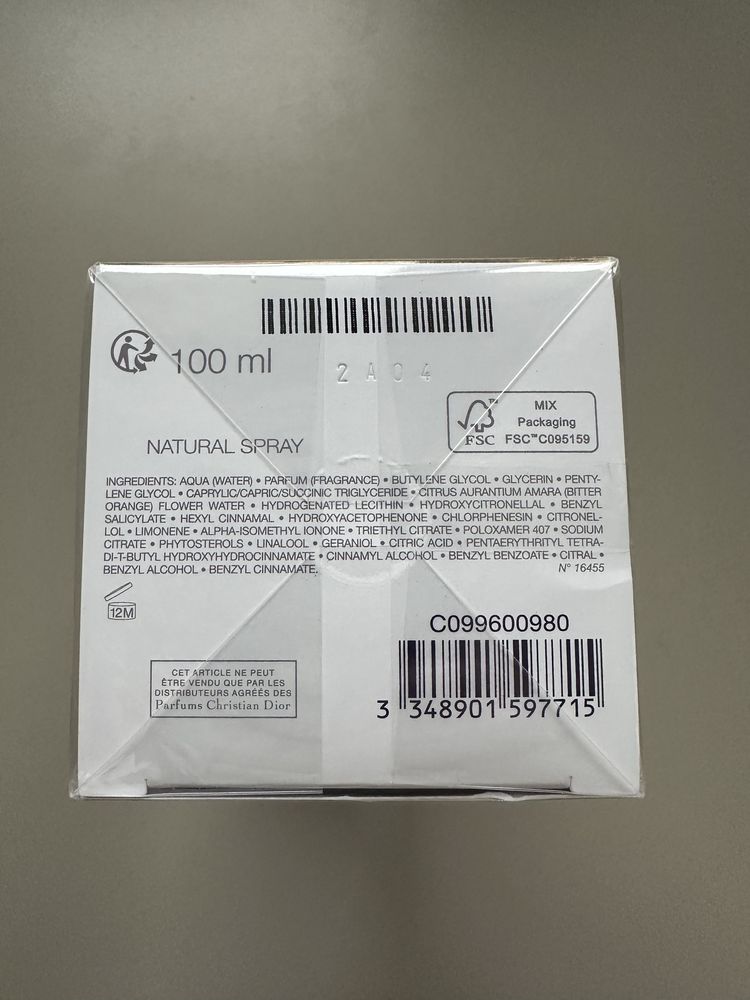 100 ml
2 A 0 4
MIX
Packaging
FSC
FSC™C095159
NATURAL SPRAY
INGREDIENTS: AQUA (WATER) • PARFUM (FRAGRANCE) • BUTYLENE GLYCOL • GLYCERIN • PENTY-
LENE GLYCOL • CAPRYLIC/CAPRIC/SUCCINIC TRIGLYCERIDE • CITRUS AURANTIUM AMARA (BITTER
ORANGE) FLOWER WATER • HYDROGENATED LECITHIN • HYDROXYCITRONELLAL • BENZYL
SALICYLATE • HEXYL CINNAMAL • HYDROXYACETOPHENONE • CHLORPHENESIN • CITRONEL-
LOL • LIMONENE • ALPHA-ISOMETHYL IONONE • TRIETHYL CITRATE • POLOXAMER 407 • SODIUM
CITRATE • PHYTOSTEROLS • LINALOOL • GERANIOL • CITRIC ACID • PENTAERYTHRITYL TETRA-
DI-T-BUTYL HYDROXYHYDROCINNAMATE • CINNAMYL ALCOHOL • BENZYL BENZOATE • CITRAL •
BENZYL ALCOHOL • BENZYL CINNAMATE.
N° 16455
12M
C099600980
CET ARTICLE NE PEUT
ÊTRE VENDU QUE PAR LES
DISTRIBUTEURS AGRÉÉS DES
Parfums Christian Dior
3 348901 597715